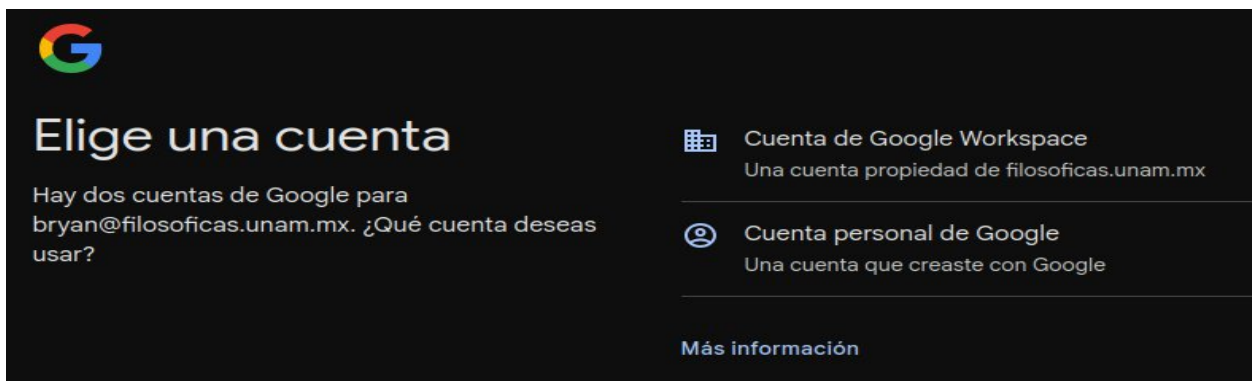 Elige una cuenta
Hay dos cuentas de Google para
bryan@filosoficas.unam.mx. ¿Qué cuenta deseas
usar?
Cuenta de Google Workspace
Una cuenta propiedad de filosoficas.unam.mx
Cuenta personal de Google
Una cuenta que creaste con Google
Más información